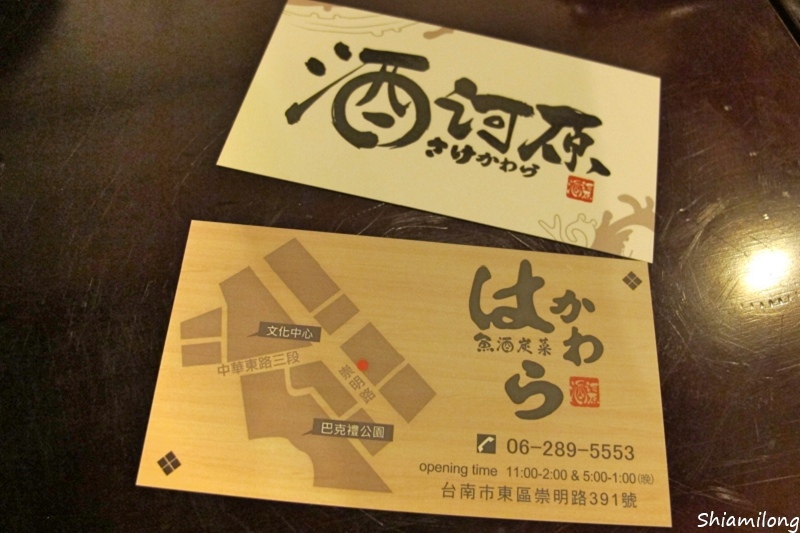 酒河原
さけかわら
はかわら
魚酒炭菜
文化中心
中華東路三段
崇明路
巴克禮公園
06-289-5553
opening time 11:00-2:00 & 5:00-1:00(晚)
台南市東區崇明路391號
Shiamilong